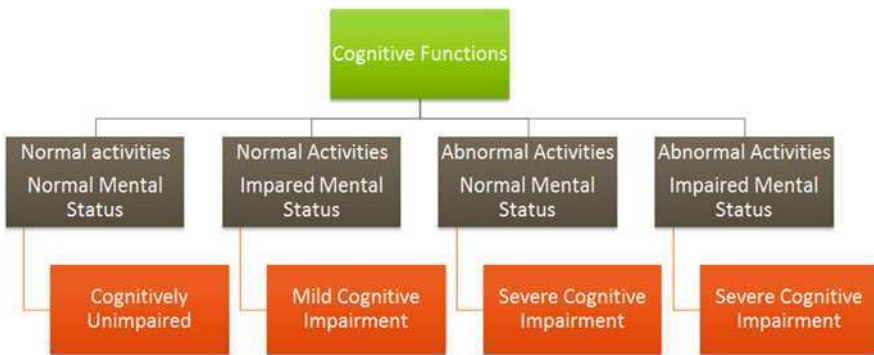 Cognitive Functions
Normal activities
Normal Mental
Status
Normal Activities
Impared Mental
Status
Abnormal Activities
Normal Mental
Status
Abnormal Activities
Impaired Mental
Status
Cognitively
Unimpaired
Mild Cognitive
Impairment
Severe Cognitive
Impairment
Severe Cognitive
Impairment